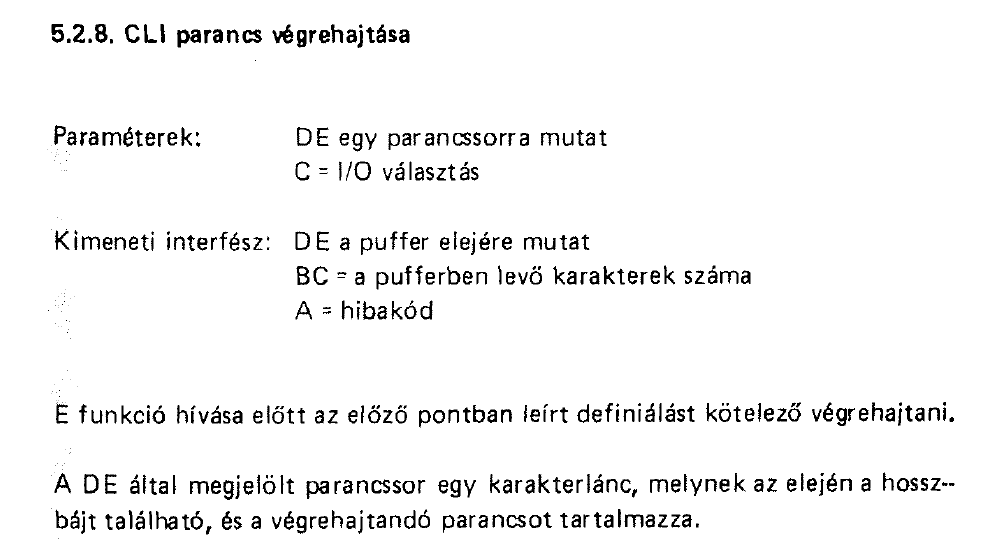 5.2.8. CLI parancs végrehajtása
Paraméterek: DE egy parancssorra mutat
C = I/O választás
Kimeneti interfész: DE a puffer elejére mutat
BC = a pufferben levő karakterek száma
A = hibakód
E funkció hívása előtt az előző pontban leírt definiálást kötelező végrehajtani.
A DE által megjelölt parancssor egy karakterlánc, melynek az elején a hossz--
bájt található, és a végrehajtandó parancsot tartalmazza.